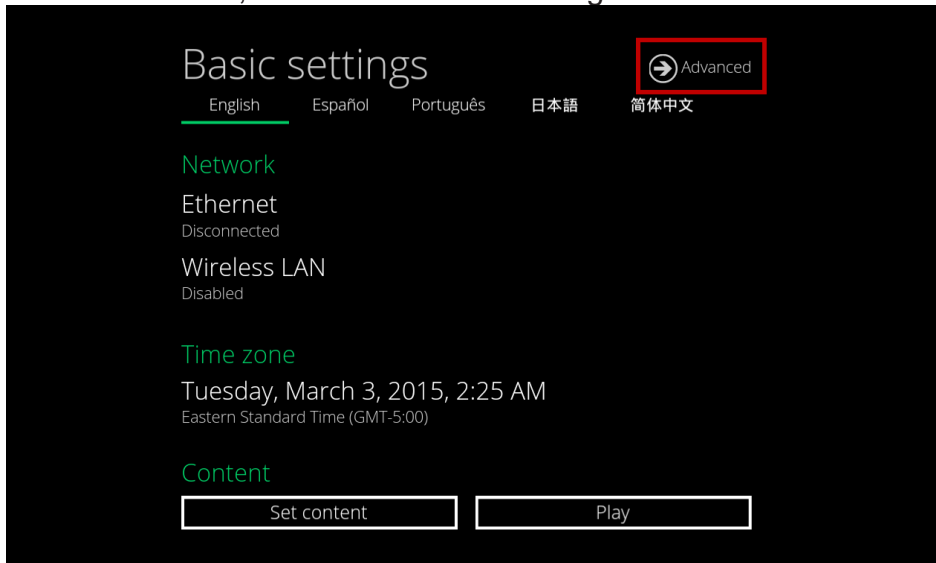 Basic settings
Advanced
English Español Português 日本語 简体中文
Network
Ethernet
Disconnected
Wireless LAN
Disabled
Time zone
Tuesday, March 3, 2015, 2:25 AM
Eastern Standard Time (GMT-5:00)
Content
Set content Play